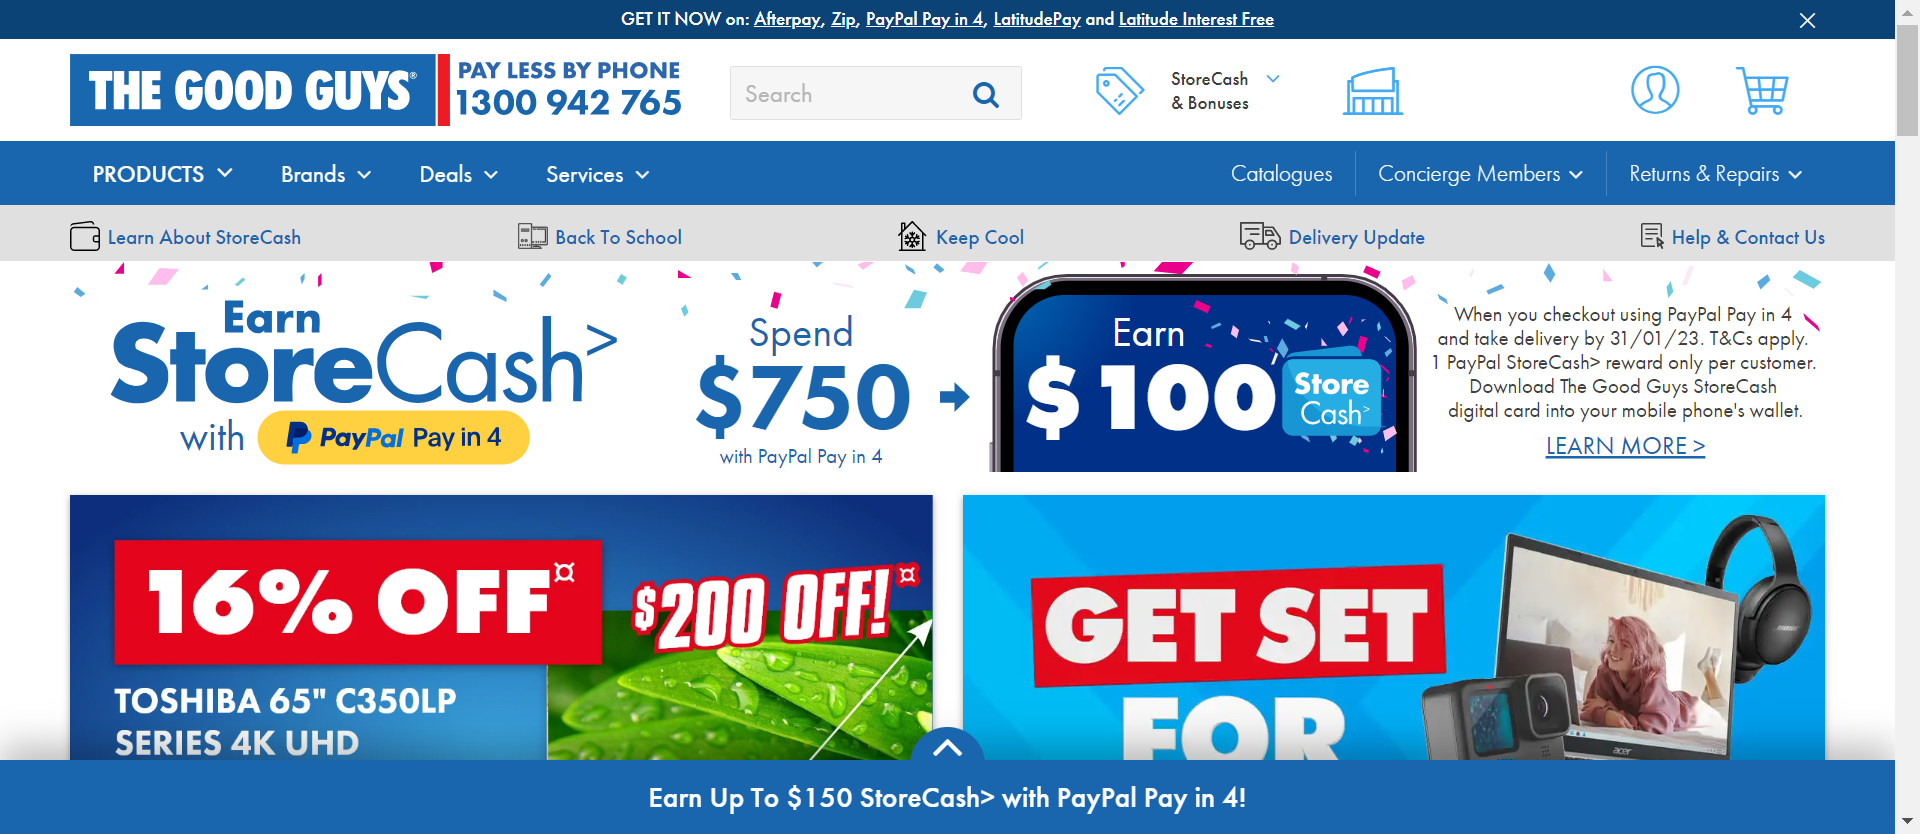 GET IT NOW on: Afterpay, Zip, PayPal Pay in 4, LatitudePay and Latitude Interest Free
THE GOOD GUYS®
PAY LESS BY PHONE
1300 942 765
Search
StoreCash
& Bonuses
PRODUCTS
Brands
Deals
Services
Catalogues
Concierge Members
Returns & Repairs
Learn About StoreCash
Back To School
Keep Cool
Delivery Update
Help & Contact Us
Earn
StoreCash>
with PayPal Pay in 4
Spend
$750
with PayPal Pay in 4
Earn
$100
Store
Cash>
When you checkout using PayPal Pay in 4
and take delivery by 31/01/23. T&Cs apply.
1 PayPal StoreCash> reward only per customer.
Download The Good Guys StoreCash
digital card into your mobile phone's wallet.
LEARN MORE >
16% OFF¤
$200 OFF!¤
TOSHIBA 65" C350LP
SERIES 4K UHD
GET SET
FOR
acer
Earn Up To $150 StoreCash> with PayPal Pay in 4!